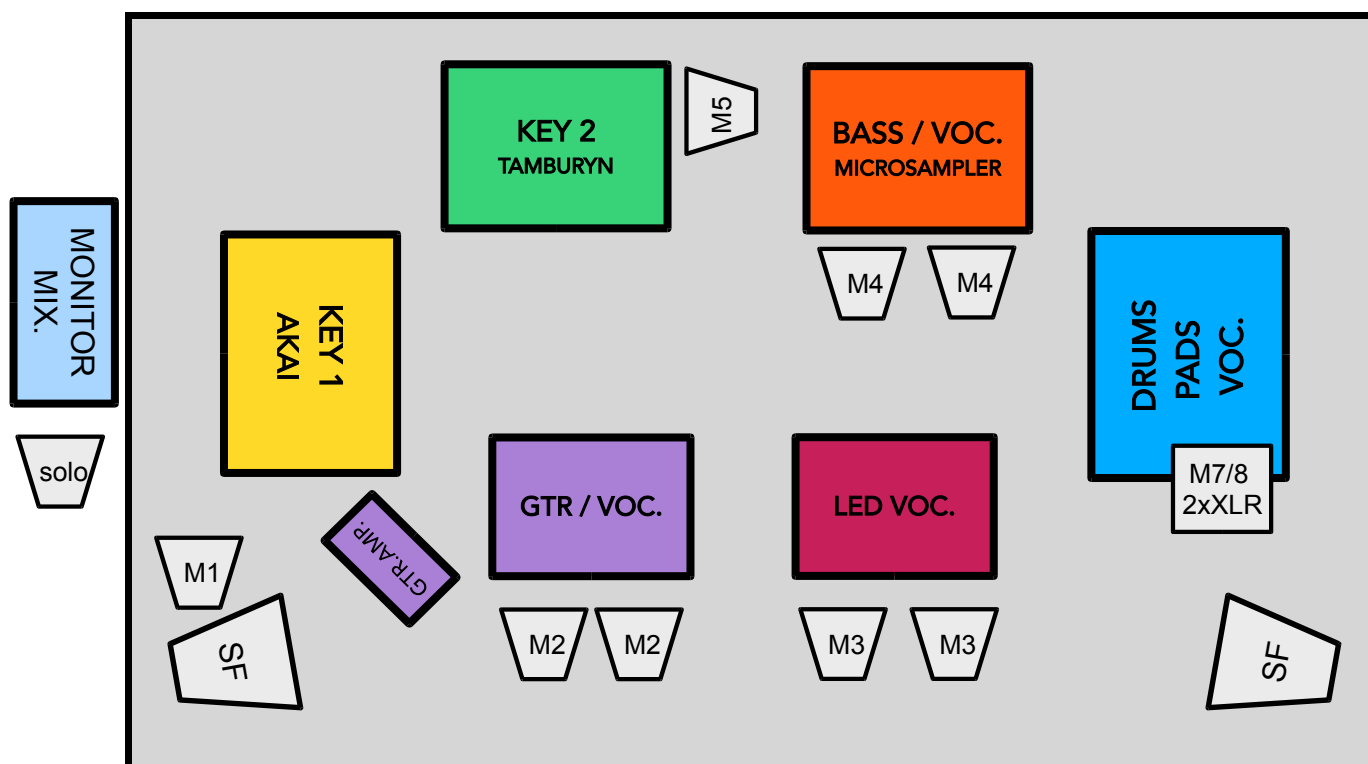 KEY 2
TAMBURYN
M5
BASS / VOC.
MICROSAMPLER
M4
M4
MONITOR
MIX.
solo
KEY 1
AKAI
DRUMS
PADS
VOC.
M7/8
2xXLR
GTR / VOC.
LED VOC.
GTR.AMP.
M1
SF
M2
M2
M3
M3
SF